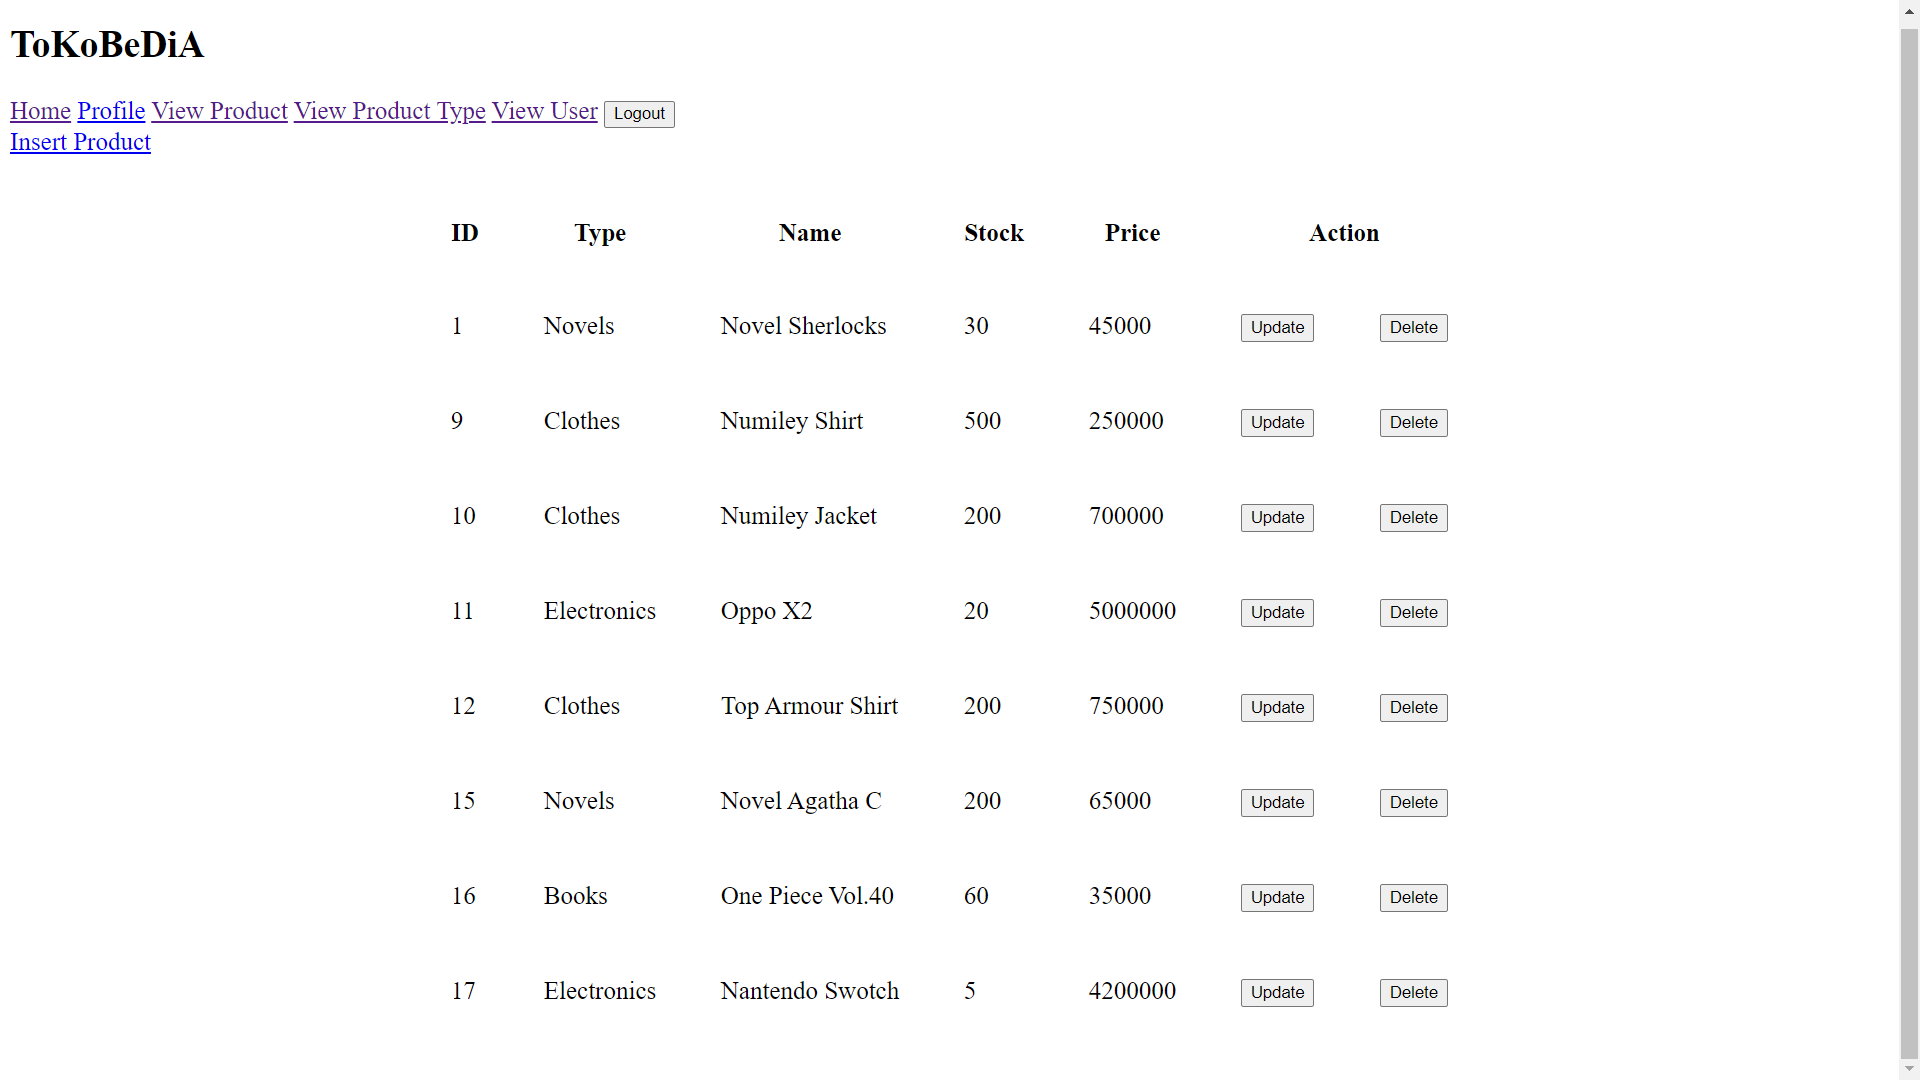 ToKoBeDiA
Home Profile View Product View Product Type View User Logout
Insert Product
ID Type Name Stock Price Action
1 Novels Novel Sherlocks 30 45000 Update Delete
9 Clothes Numiley Shirt 500 250000 Update Delete
10 Clothes Numiley Jacket 200 700000 Update Delete
11 Electronics Oppo X2 20 5000000 Update Delete
12 Clothes Top Armour Shirt 200 750000 Update Delete
15 Novels Novel Agatha C 200 65000 Update Delete
16 Books One Piece Vol.40 60 35000 Update Delete
17 Electronics Nantendo Swotch 5 4200000 Update Delete